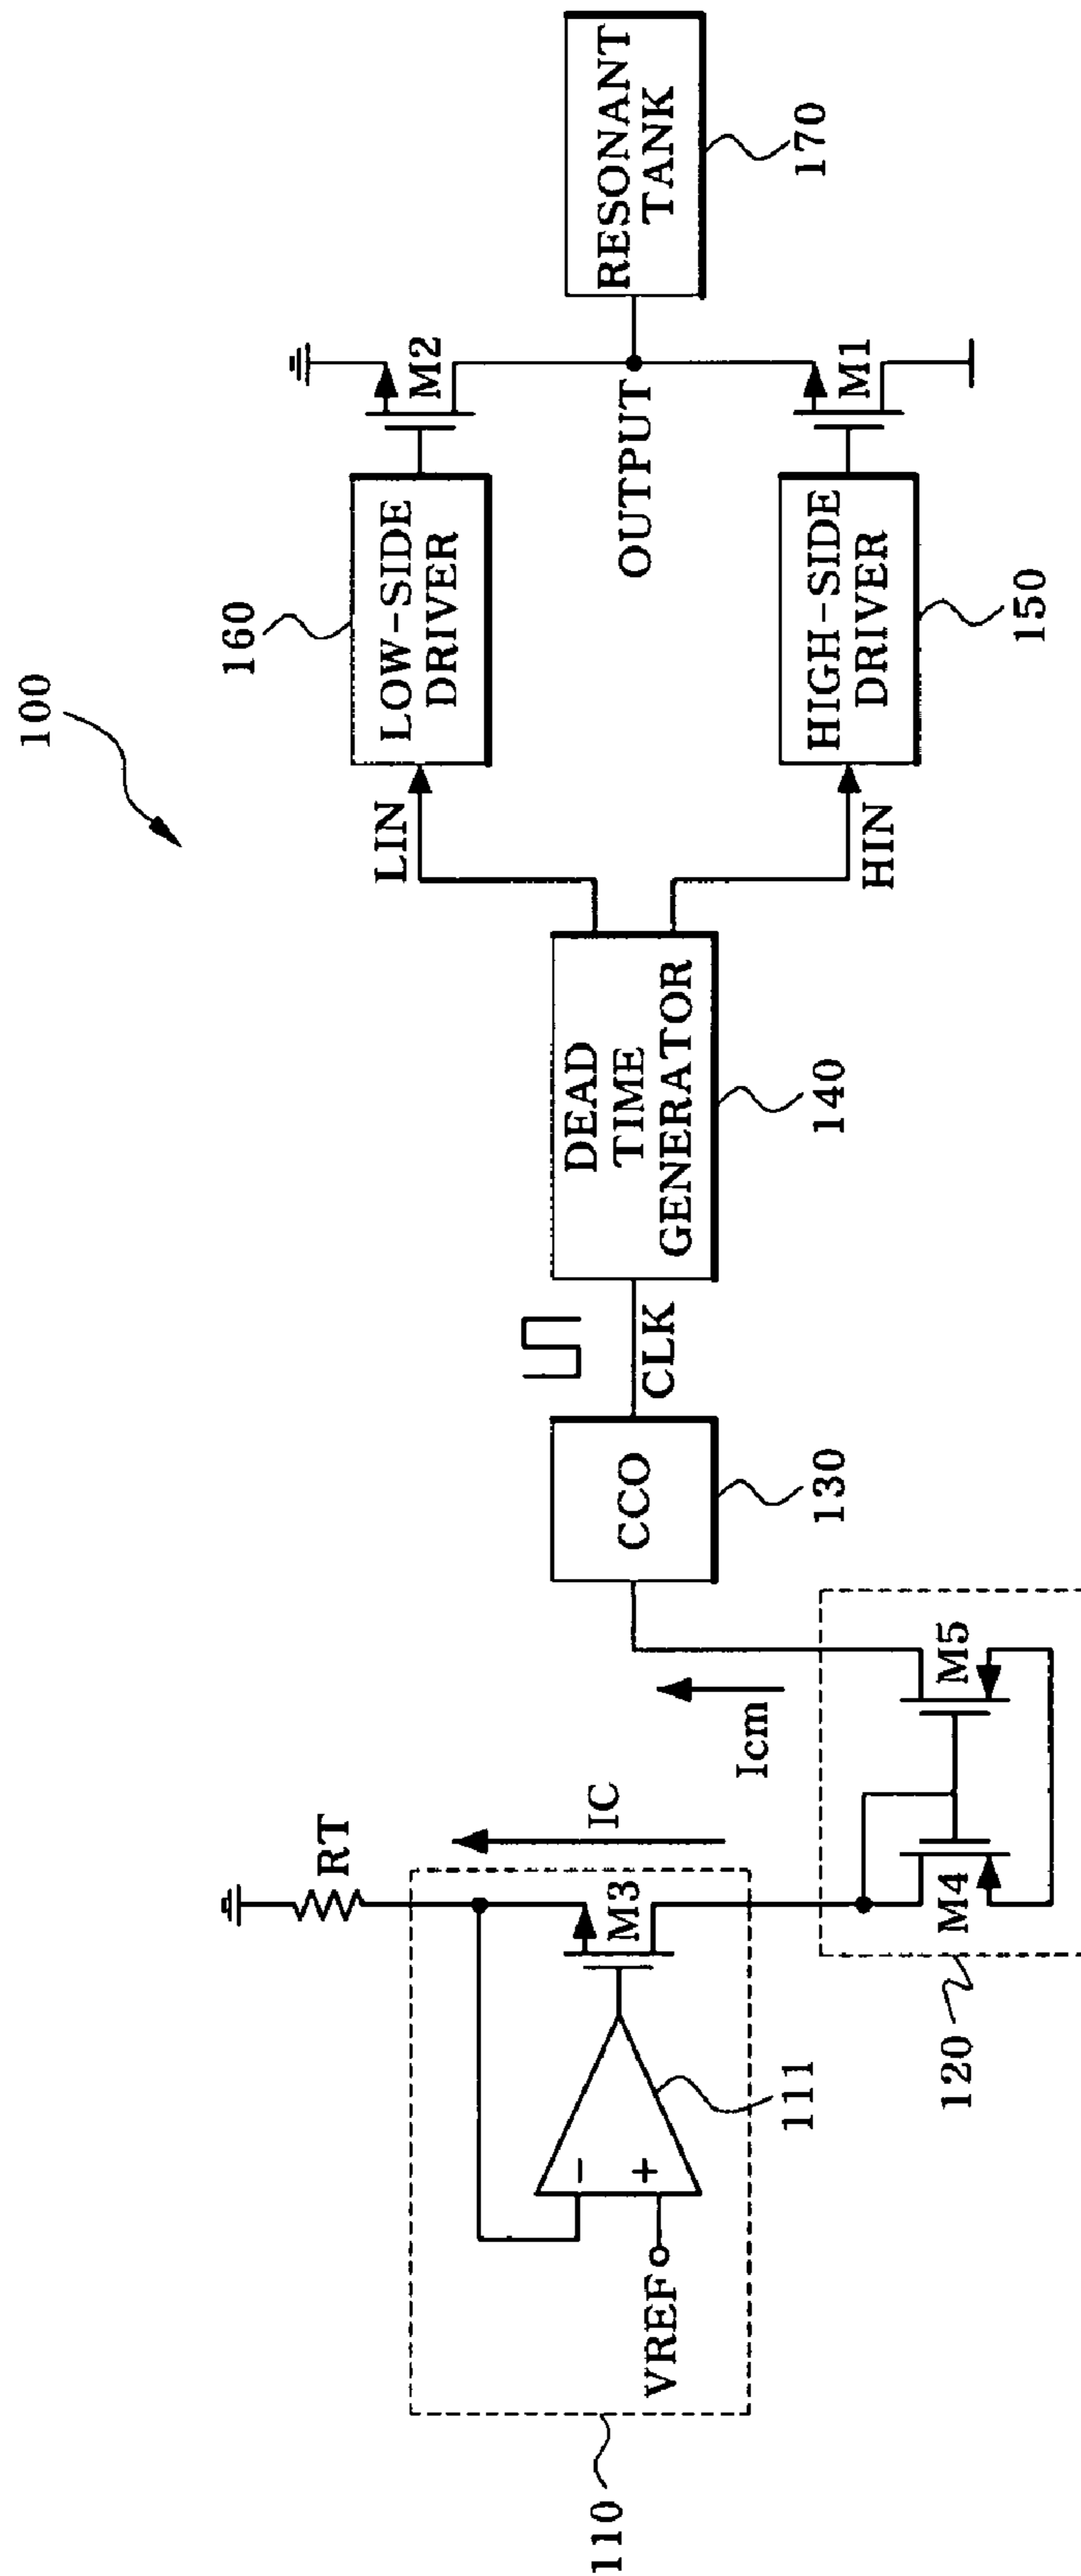 100
160
LOW-SIDE
DRIVER
LIN
M2
OUTPUT
RESONANT
TANK
170
DEAD
TIME
GENERATOR
140
CLK
CCO
130
HIN
HIGH-SIDE
DRIVER
150
M1
RT
IC
Icm
110
VREF
-
+
111
M3
120
M4
M5